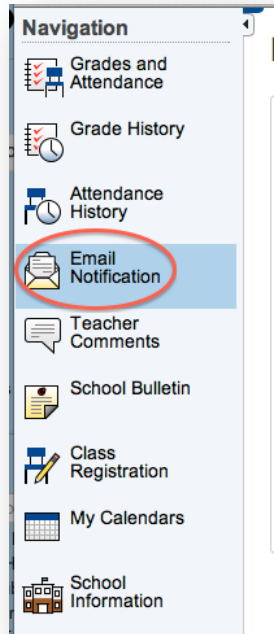 Navigation
Grades and
Attendance
Grade History
Attendance
History
Email
Notification
Teacher
Comments
School Bulletin
Class
Registration
My Calendars
School
Information